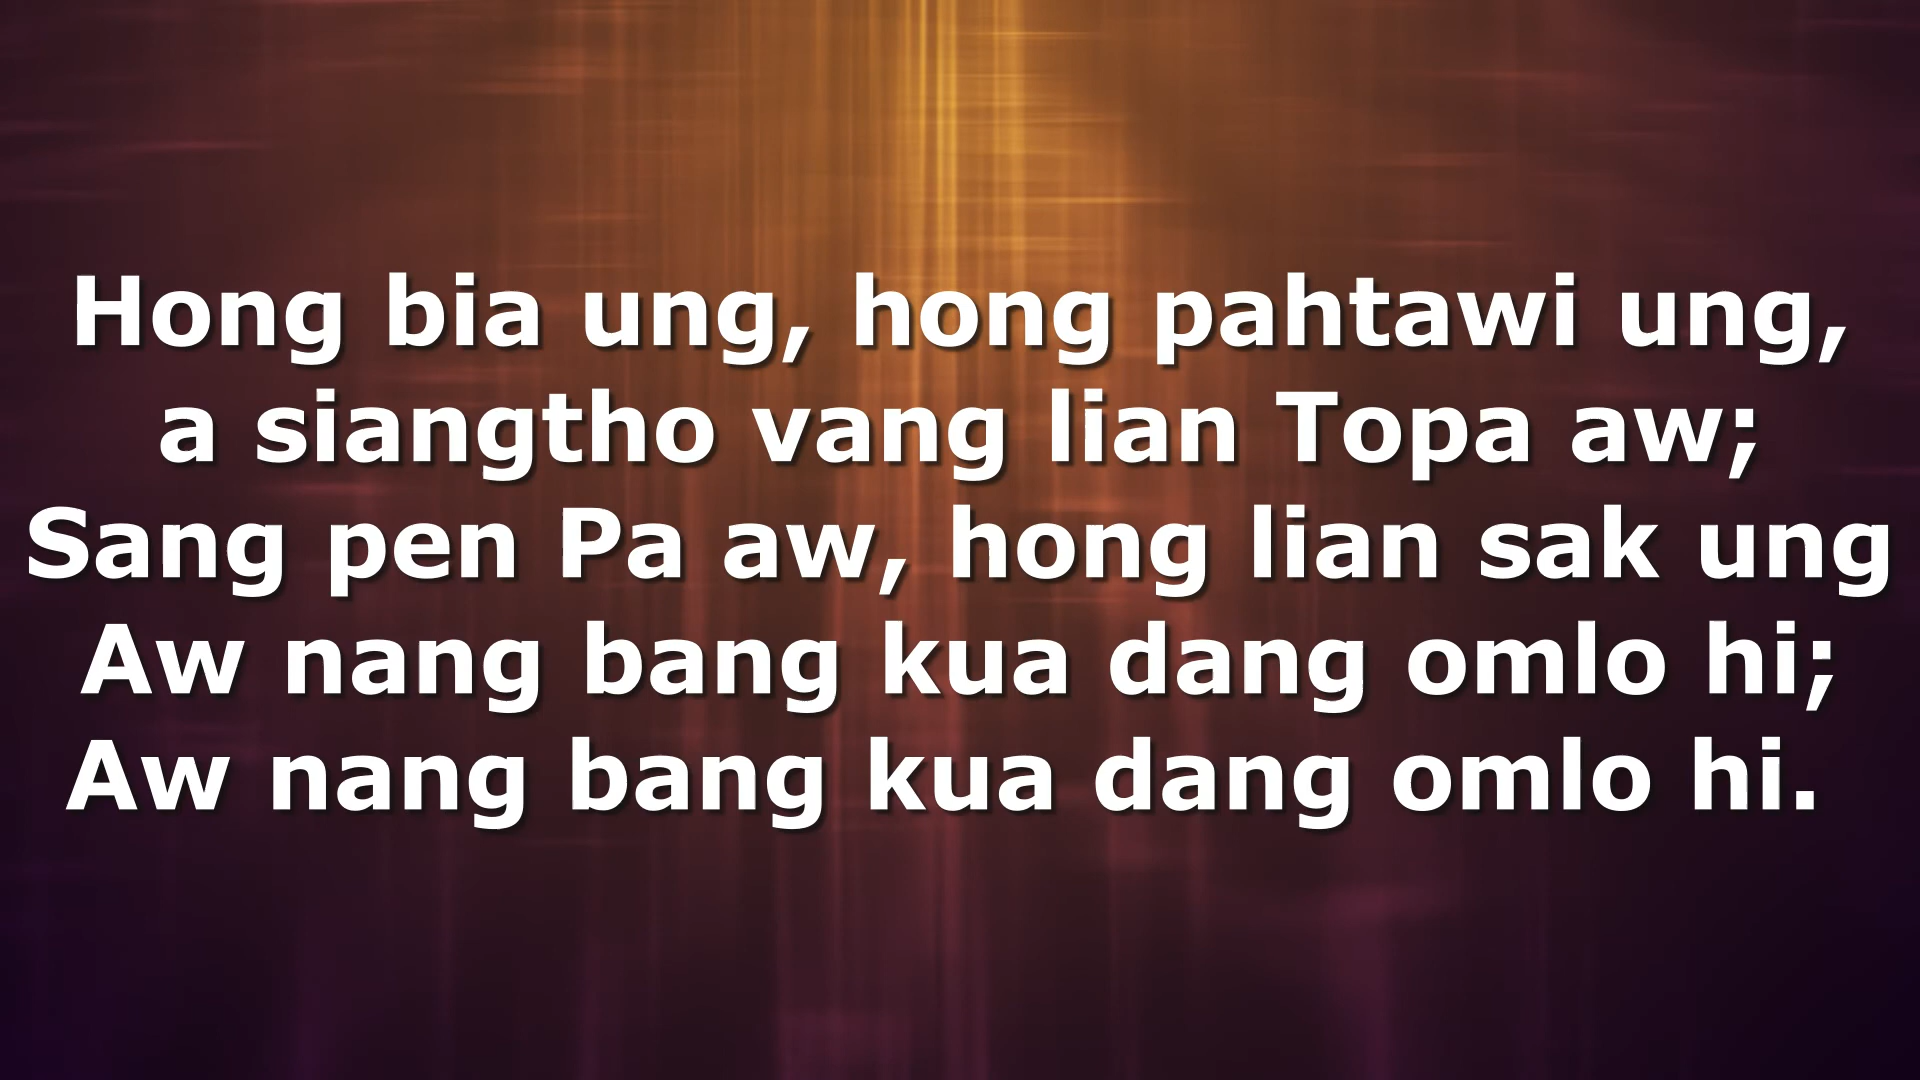 Hong bia ung, hong pahtawi ung,
a siangtho vang lian Topa aw;
Sang pen Pa aw, hong lian sak ung
Aw nang bang kua dang omlo hi;
Aw nang bang kua dang omlo hi.